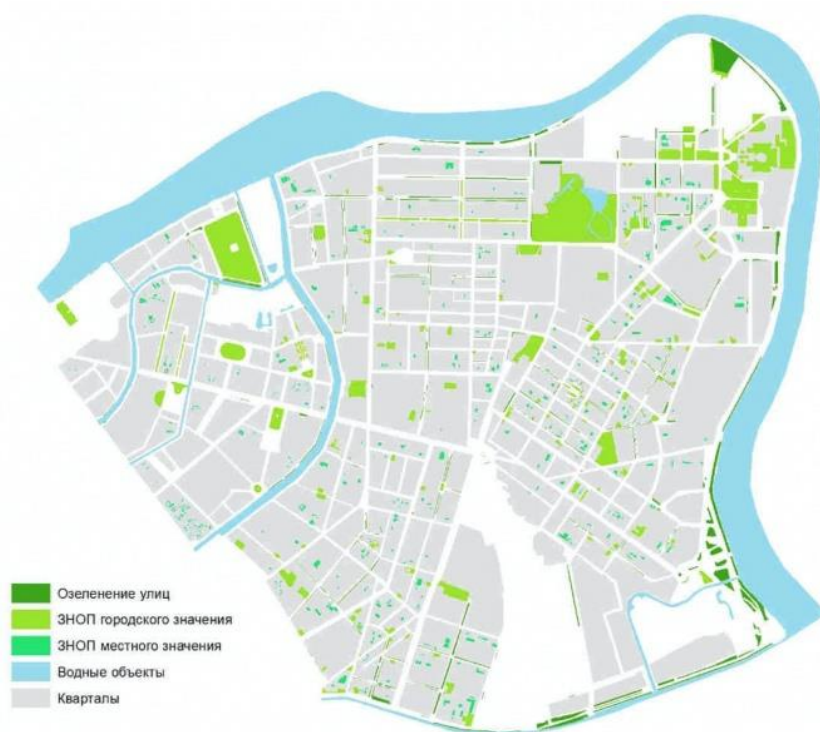 Озеленение улиц
ЗНОП городского значения
ЗНОП местного значения
Водные объекты
Кварталы